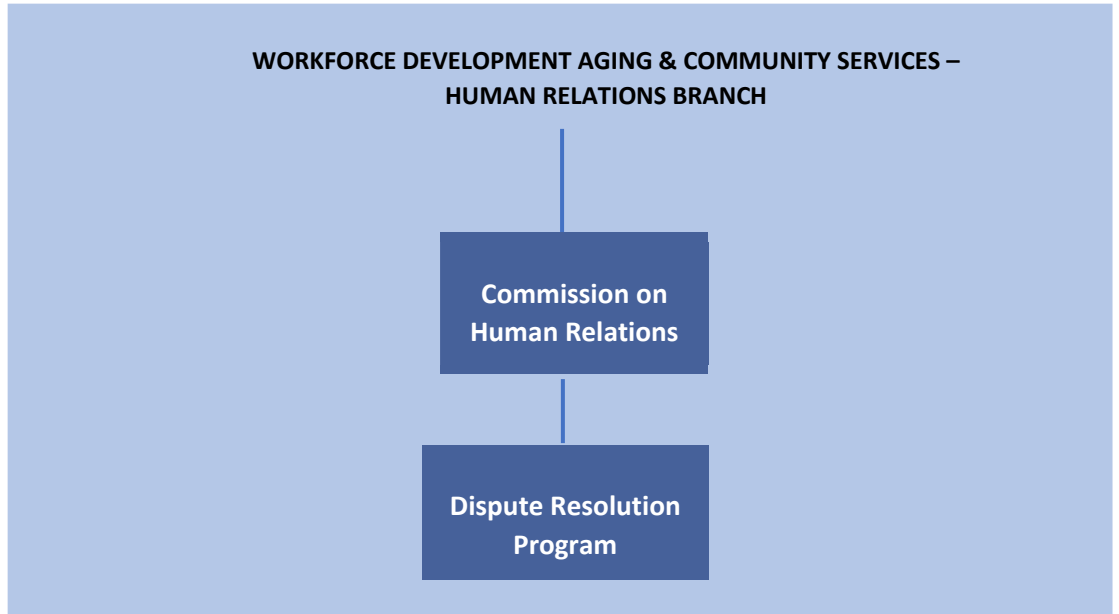 WORKFORCE DEVELOPMENT AGING & COMMUNITY SERVICES –
HUMAN RELATIONS BRANCH
Commission on
Human Relations
Dispute Resolution
Program